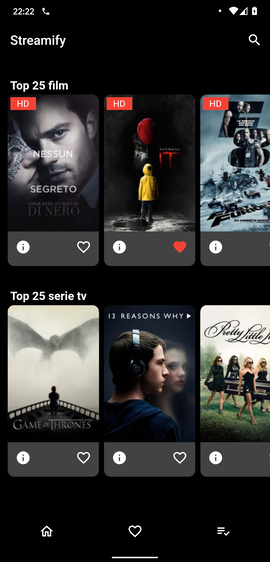 22:22
Streamify
Top 25 film
HD
HD
HD
NESSUN
SEGRETO
DI NERO
IT
8
Top 25 serie tv
GAME OF THRONES
13 REASONS WHY
Pretty Little